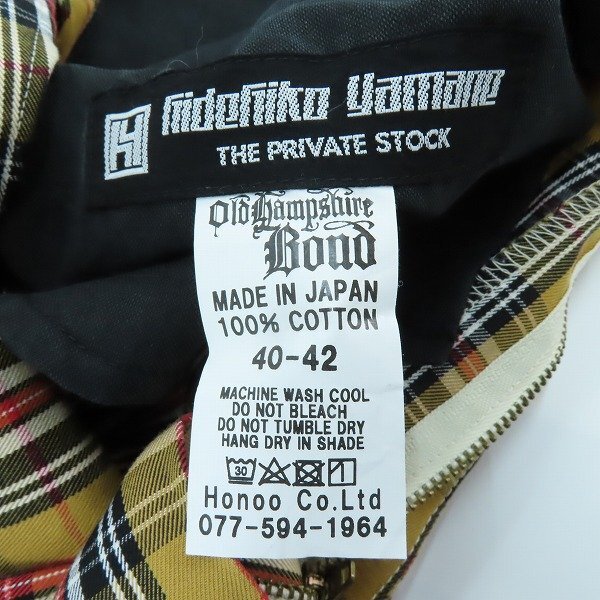 H hidehiko yamane
THE PRIVATE STOCK
Old Hampshire
Bond
MADE IN JAPAN
100% COTTON
40-42
MACHINE WASH COOL
DO NOT BLEACH
DO NOT TUMBLE DRY
HANG DRY IN SHADE
30
Honoo Co.Ltd
077-594-1964